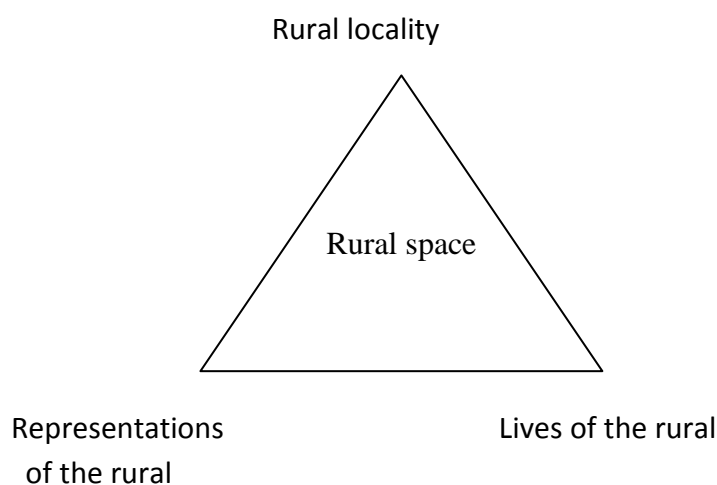 Rural locality
Rural space
Representations
of the rural
Lives of the rural